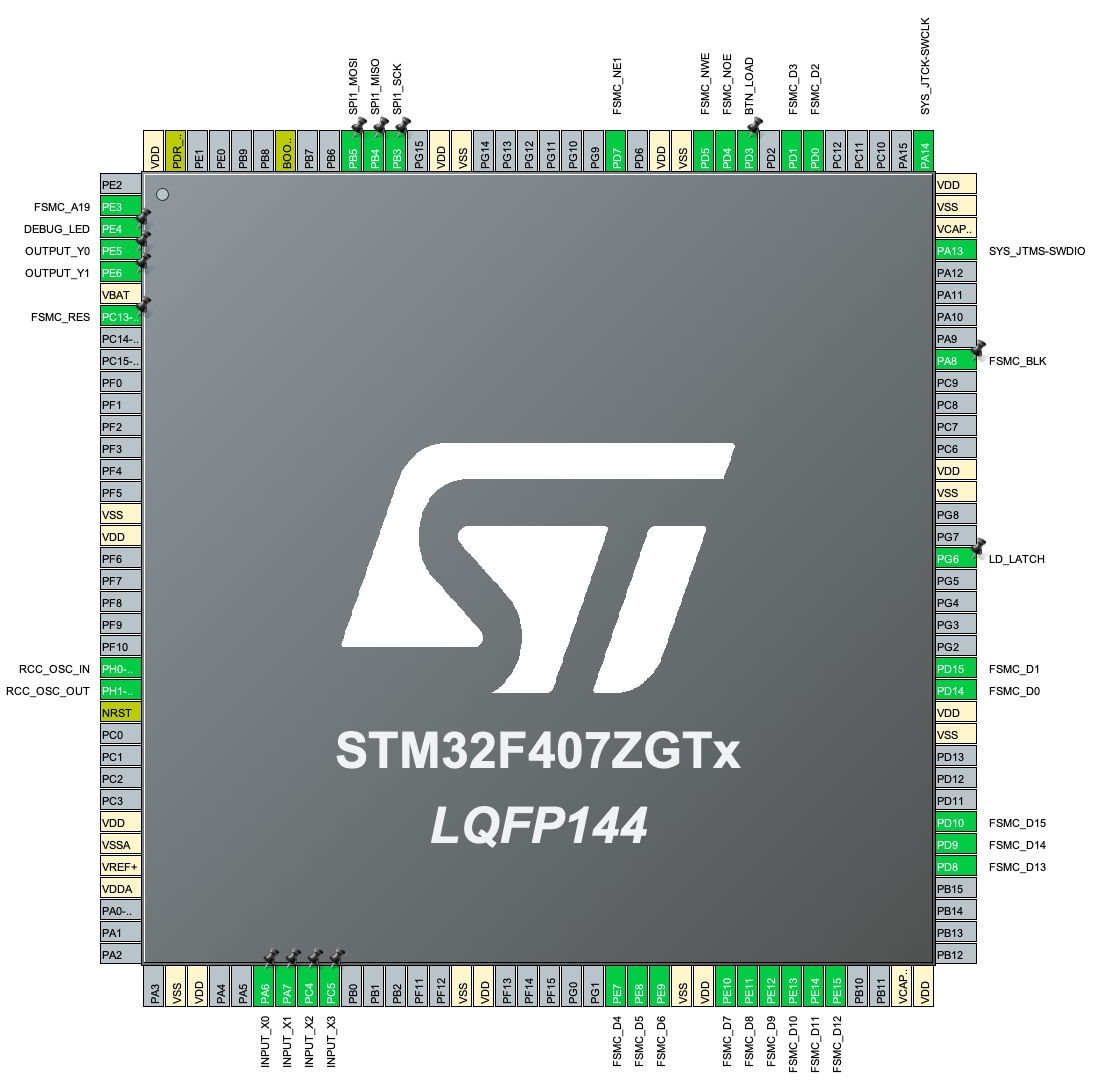 SPI1_MOSI
SPI1_MISO
SPI1_SCK
FSMC_NE1
FSMC_NWE
FSMC_NOE
BTN_LOAD
FSMC_D3
FSMC_D2
SYS_JTCK-SWCLK
VDD
PDR_..
PE1
PE0
PB9
PB8
BOO..
PB7
PB6
PB5
PB4
PB3
PG15
VDD
VSS
PG14
PG13
PG12
PG11
PG10
PG9
PD7
PD6
VDD
VSS
PD5
PD4
PD3
PD2
PD1
PD0
PC12
PC11
PC10
PA15
PA14
PE2
FSMC_A19 PE3
DEBUG_LED PE4
OUTPUT_Y0 PE5
OUTPUT_Y1 PE6
VBAT
FSMC_RES PC13-..
PC14-..
PC15-..
PF0
PF1
PF2
PF3
PF4
PF5
VSS
VDD
PF6
PF7
PF8
PF9
PF10
RCC_OSC_IN PH0-..
RCC_OSC_OUT PH1-..
NRST
PC0
PC1
PC2
PC3
VDD
VSSA
VREF+
VDDA
PA0-..
PA1
PA2
ST
STM32F407ZGTx
LQFP144
VDD
VSS
VCAP..
PA13 SYS_JTMS-SWDIO
PA12
PA11
PA10
PA9
PA8 FSMC_BLK
PC9
PC8
PC7
PC6
VDD
VSS
PG8
PG7
PG6 LD_LATCH
PG5
PG4
PG3
PG2
PD15 FSMC_D1
PD14 FSMC_D0
VDD
VSS
PD13
PD12
PD11
PD10 FSMC_D15
PD9 FSMC_D14
PD8 FSMC_D13
PB15
PB14
PB13
PB12
PA3
VSS
VDD
PA4
PA5
PA6
PA7
PC4
PC5
PB0
PB1
PB2
PF11
PF12
VSS
VDD
PF13
PF14
PF15
PG0
PG1
PE7
PE8
PE9
VSS
VDD
PE10
PE11
PE12
PE13
PE14
PE15
PB10
PB11
VCAP..
VDD
INPUT_X0
INPUT_X1
INPUT_X2
INPUT_X3
FSMC_D4
FSMC_D5
FSMC_D6
FSMC_D7
FSMC_D8
FSMC_D9
FSMC_D10
FSMC_D11
FSMC_D12